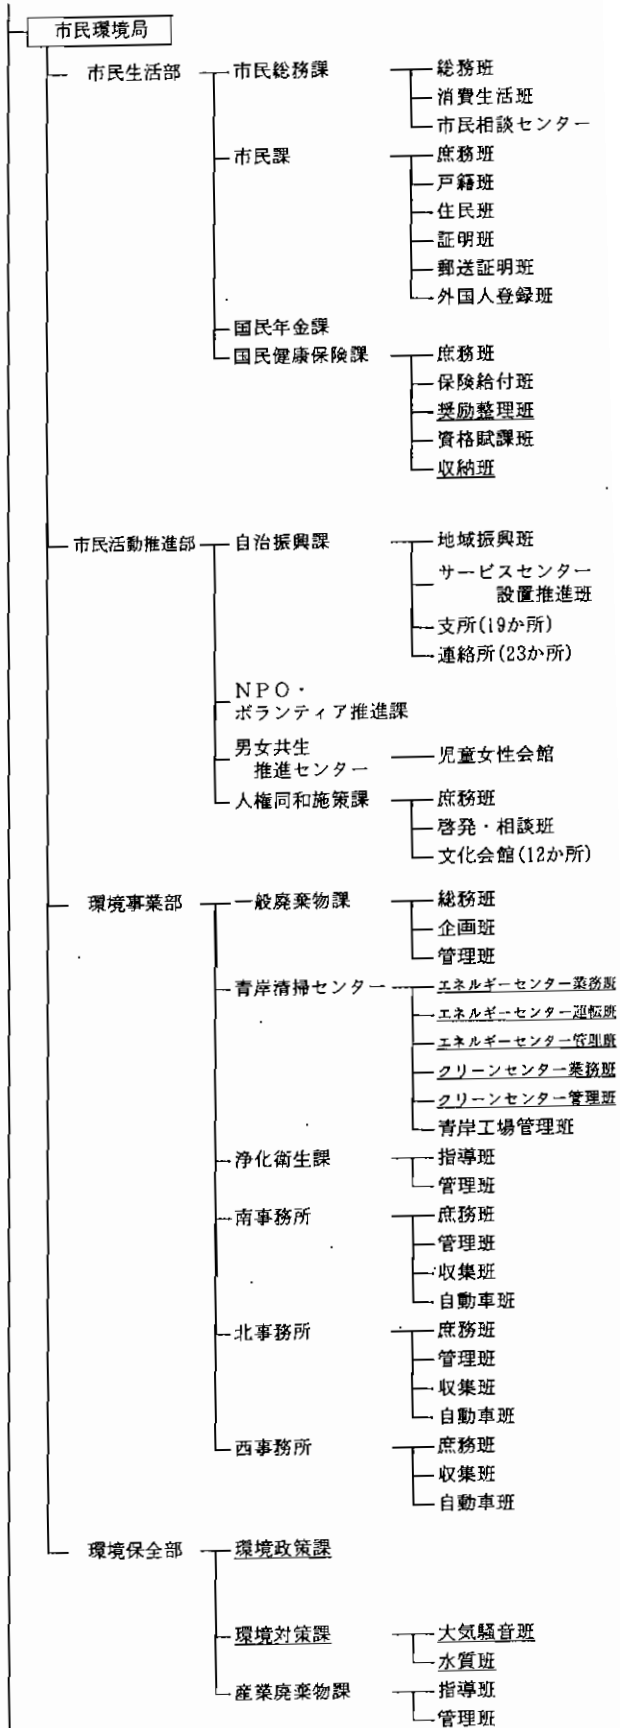 市民環境局
市民生活部 市民総務課 総務班
消費生活班
市民相談センター
市民課 庶務班
戸籍班
住民班
証明班
郵送証明班
外国人登録班
国民年金課
国民健康保険課 庶務班
保険給付班
奨励整理班
資格賦課班
収納班
市民活動推進部 自治振興課 地域振興班
サービスセンター
設置推進班
支所(19か所)
連絡所(23か所)
NPO・
ボランティア推進課
男女共生
推進センター 児童女性会館
人権同和施策課 庶務班
啓発・相談班
文化会館(12か所)
環境事業部 一般廃棄物課 総務班
企画班
管理班
青岸清掃センター エネルギーセンター業務班
エネルギーセンター運転班
エネルギーセンター管理班
クリーンセンター業務班
クリーンセンター管理班
青岸工場管理班
浄化衛生課 指導班
管理班
南事務所 庶務班
管理班
収集班
自動車班
北事務所 庶務班
管理班
収集班
自動車班
西事務所 庶務班
収集班
自動車班
環境保全部 環境政策課
環境対策課 大気騒音班
水質班
産業廃棄物課 指導班
管理班